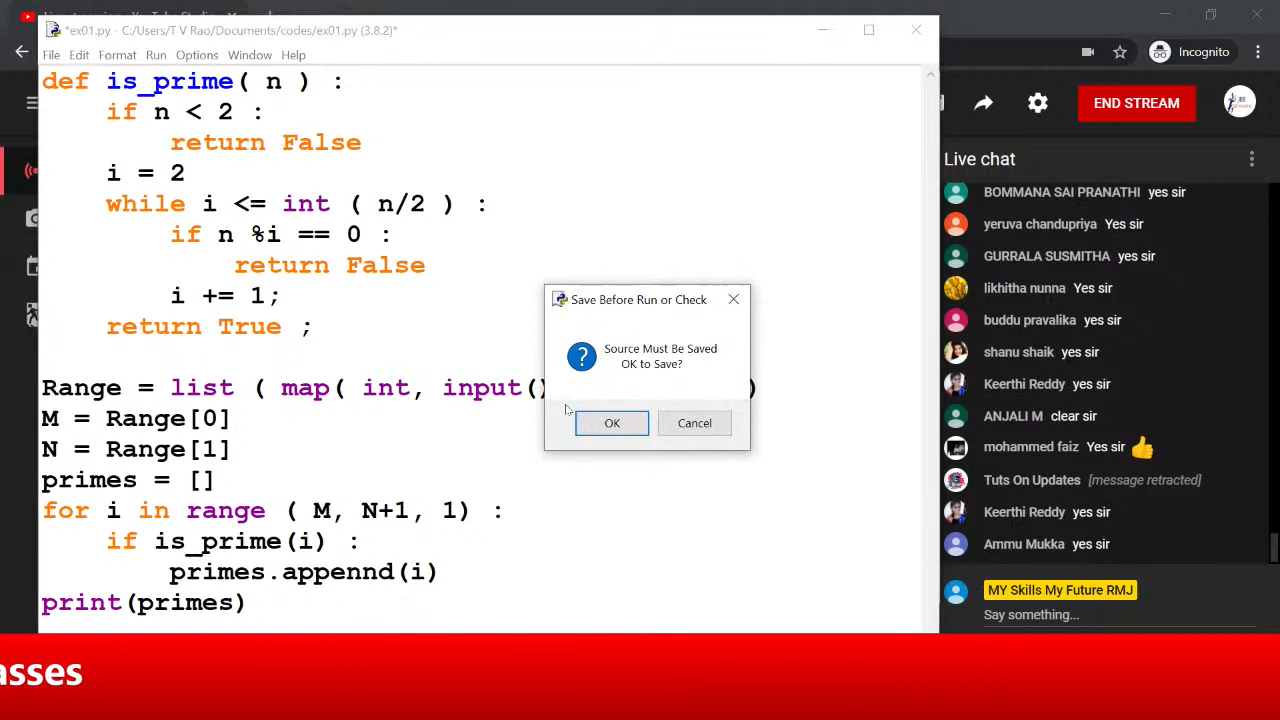 *ex01.py - C:/Users/T V Rao/Documents/codes/ex01.py (3.8.2)*
File Edit Format Run Options Window Help
Incognito
END STREAM
def is_prime( n ) :
if n < 2 :
return False
i = 2
while i <= int ( n/2 ) :
if n %i == 0 :
return False
i += 1;
return True ;
Range = list ( map( int, input() )
M = Range[0]
N = Range[1]
primes = []
for i in range ( M, N+1, 1) :
if is_prime(i) :
primes.appennd(i)
print(primes)
Save Before Run or Check
Source Must Be Saved
OK to Save?
OK Cancel
Live chat
BOMMANA SAI PRANATHI yes sir
yeruva chandupriya Yes sir
GURRALA SUSMITHA yes sir
likhitha nunna Yes sir
buddu pravalika yes sir
shanu shaik yes sir
Keerthi Reddy yes sir
ANJALI M clear sir
mohammed faiz Yes sir 👍
Tuts On Updates [message retracted]
Keerthi Reddy yes sir
Ammu Mukka yes sir
MY Skills My Future RMJ
Say something...
asses